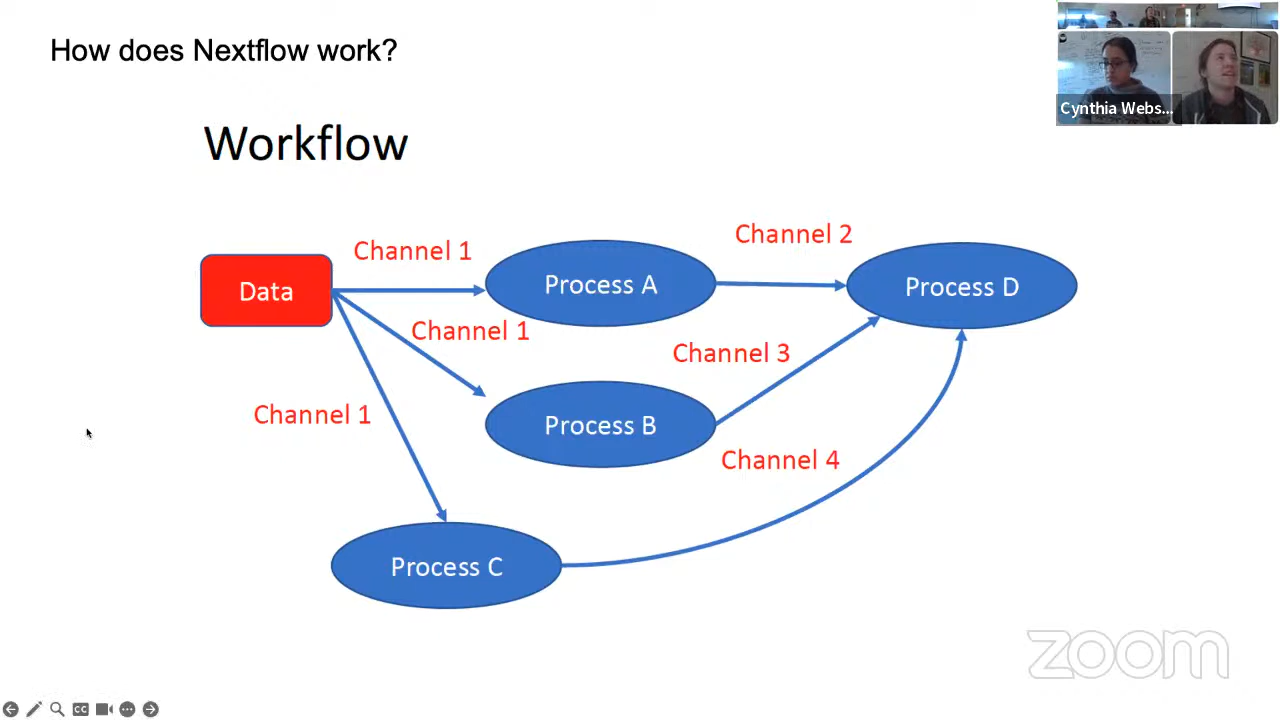 How does Nextflow work?
Cynthia Webs...
Workflow
Channel 1
Channel 2
Data
Process A
Process D
Channel 1
Channel 3
Channel 1
Process B
Channel 4
Process C
zoom
CC